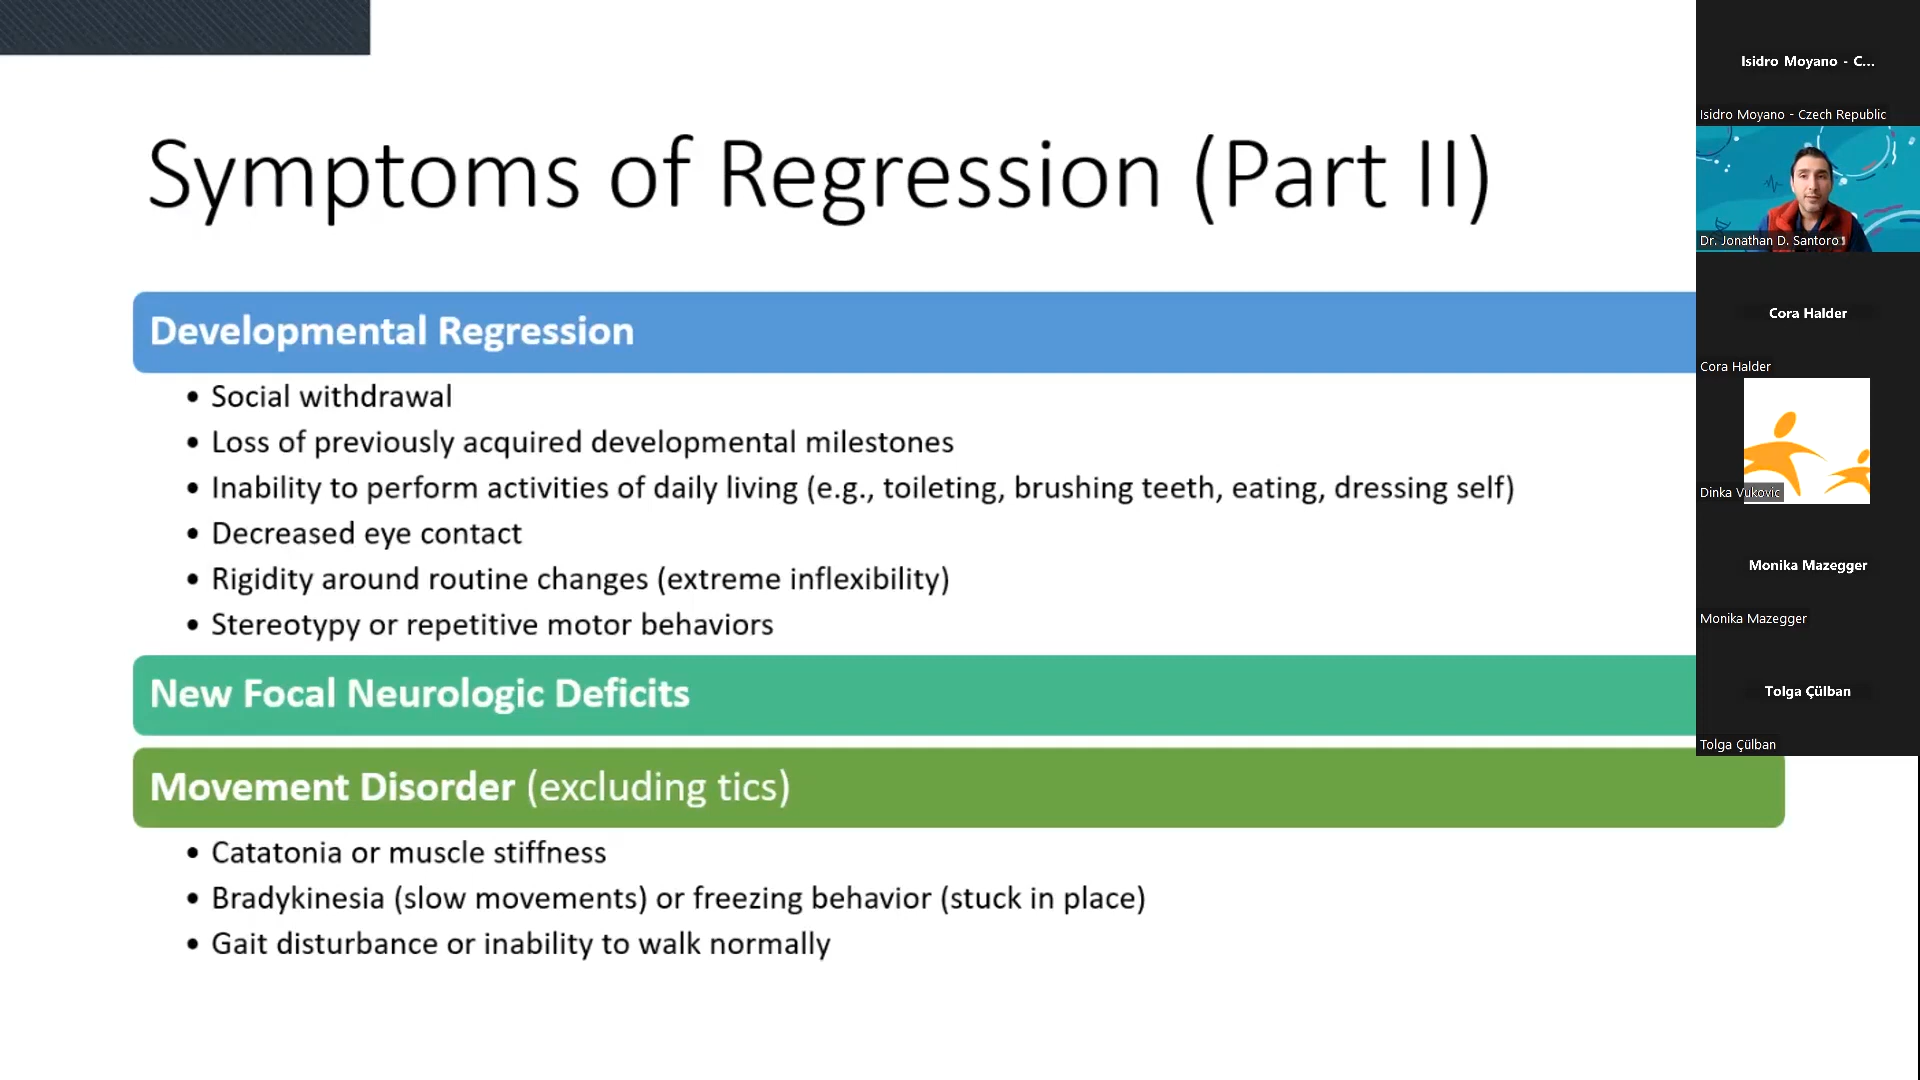 Symptoms of Regression (Part II)
Developmental Regression
• Social withdrawal
• Loss of previously acquired developmental milestones
• Inability to perform activities of daily living (e.g., toileting, brushing teeth, eating, dressing self)
• Decreased eye contact
• Rigidity around routine changes (extreme inflexibility)
• Stereotypy or repetitive motor behaviors
New Focal Neurologic Deficits
Movement Disorder (excluding tics)
• Catatonia or muscle stiffness
• Bradykinesia (slow movements) or freezing behavior (stuck in place)
• Gait disturbance or inability to walk normally
Isidro Moyano - C...
Isidro Moyano - Czech Republic
Dr. Jonathan D. Santoro
Cora Halder
Cora Halder
Dinka Vukovic
Monika Mazegger
Monika Mazegger
Tolga Çülban
Tolga Çülban